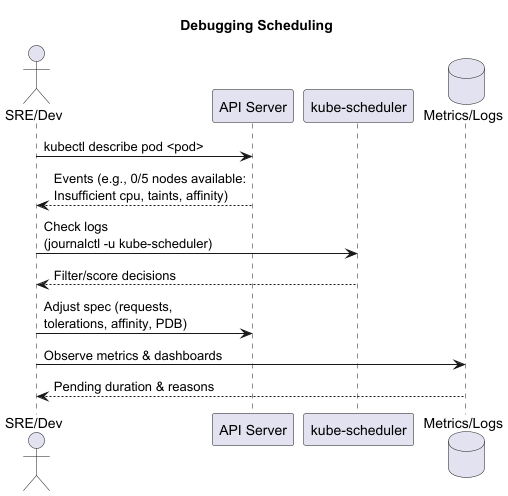 Debugging Scheduling
SRE/Dev
API Server
kube-scheduler
Metrics/Logs
kubectl describe pod <pod>
Events (e.g., 0/5 nodes available:
Insufficient cpu, taints, affinity)
Check logs
(journalctl -u kube-scheduler)
Filter/score decisions
Adjust spec (requests,
tolerations, affinity, PDB)
Observe metrics & dashboards
Pending duration & reasons
SRE/Dev
API Server
kube-scheduler
Metrics/Logs